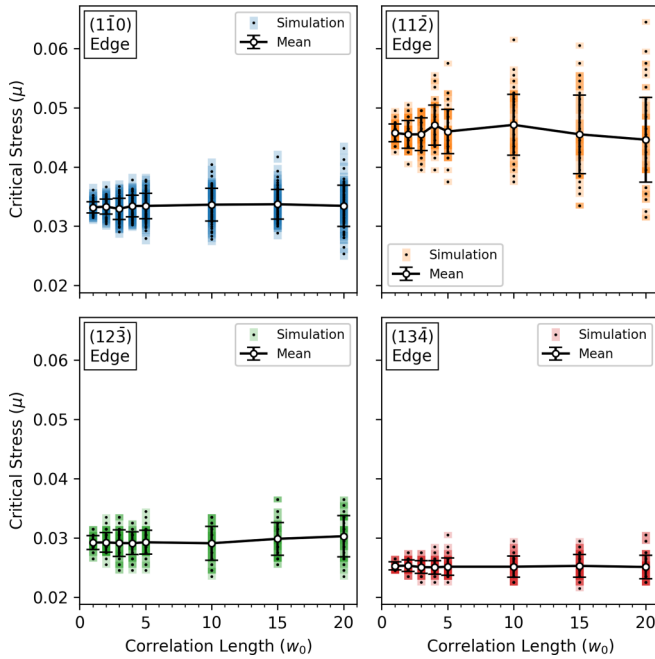 (11̄0)
Edge
Simulation
Mean
0.06
0.05
0.04
0.03
0.02
Critical Stress (μ)
(112̄)
Edge
Simulation
Mean
(123̄)
Edge
Simulation
Mean
0.06
0.05
0.04
0.03
0.02
Critical Stress (μ)
0 5 10 15 20
Correlation Length (w₀)
(134̄)
Edge
Simulation
Mean
0 5 10 15 20
Correlation Length (w₀)